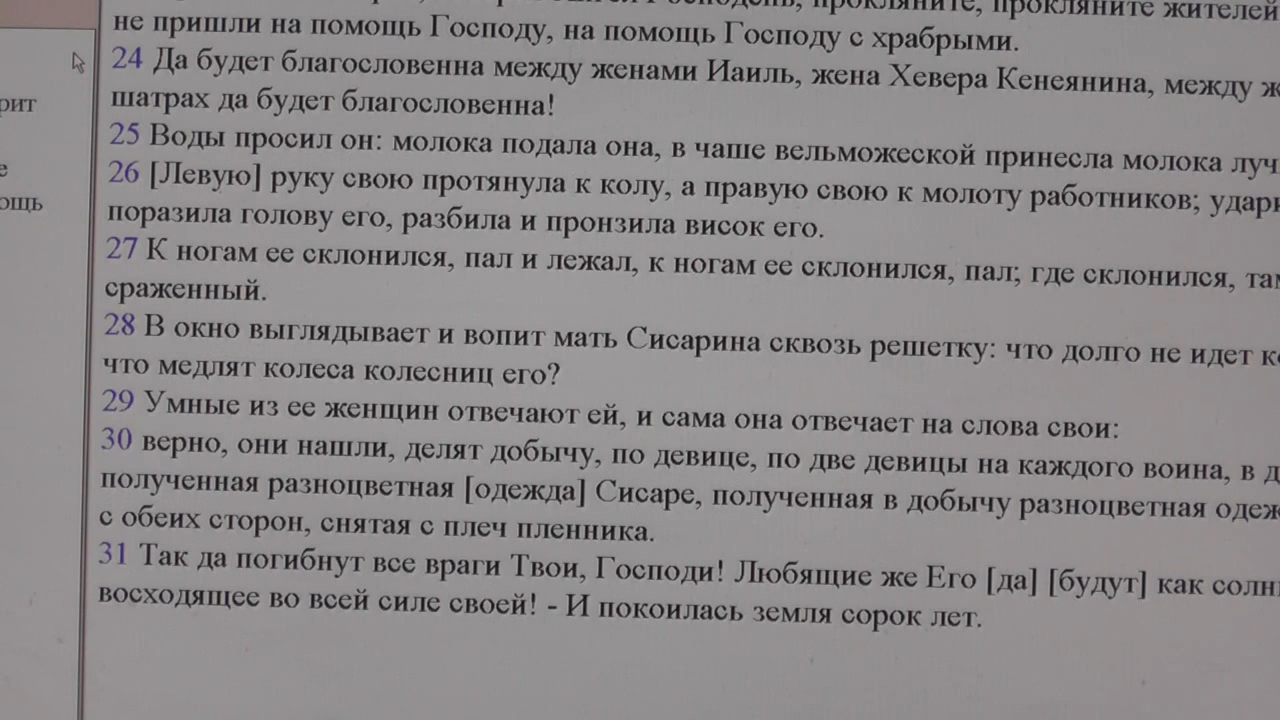 прокляните, прокляните жителей
не пришли на помощь Господу, на помощь Господу с храбрыми.
24 Да будет благословенна между женами Иаиль, жена Хевера Кенеянина, между
шатрах да будет благословенна!
25 Воды просил он: молока подала она, в чаше вельможеской принесла молока
26 [Левую] руку свою протянула к колу, а правую свою к молоту работников;
поразила голову его, разбила и пронзила висок его.
27 К ногам ее склонился, пал и лежал, к ногам ее склонился, пал; где склонился,
сраженный.
28 В окно выглядывает и вопит мать Сисарина сквозь решетку: что долго не идет
что медлят колеса колесниц его?
29 Умные из ее женщин отвечают ей, и сама она отвечает на слова свои:
30 верно, они нашли, делят добычу, по девице, по две девицы на каждого воина, в
полученная разноцветная [одежда] Сисаре, полученная в добычу разноцветная
с обеих сторон, снятая с плеч пленника.
31 Так да погибнут все враги Твои, Господи! Любящие же Его [да] [будут] как
восходящее во всей силе своей! - И покоилась земля сорок лет.
рит
е
ощь